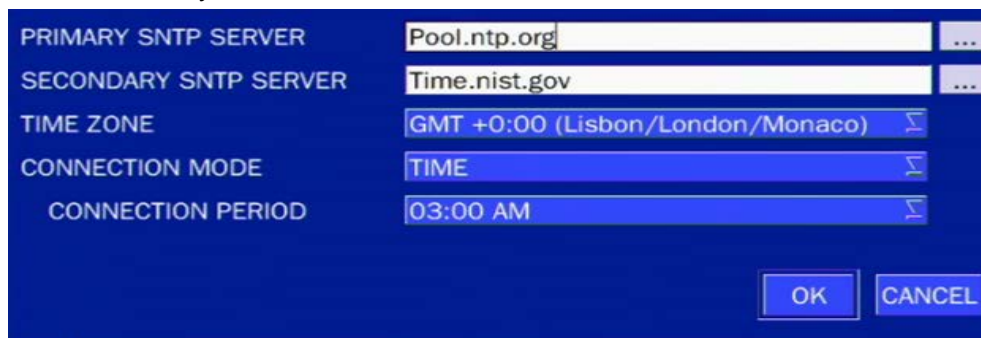 PRIMARY SNTP SERVER Pool.ntp.org ...
SECONDARY SNTP SERVER Time.nist.gov ...
TIME ZONE GMT +0:00 (Lisbon/London/Monaco)
CONNECTION MODE TIME
CONNECTION PERIOD 03:00 AM
OK CANCEL